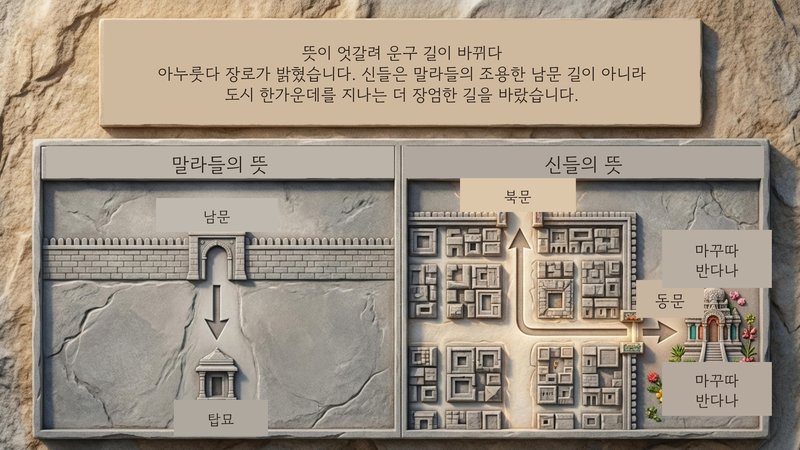 뜻이 엇갈려 운구 길이 바뀌다
아누룻다 장로가 밝혔습니다. 신들은 말라들의 조용한 남문 길이 아니라
도시 한가운데를 지나는 더 장엄한 길을 바랐습니다.
말라들의 뜻
남문
탑묘
신들의 뜻
북문
마꾸따
반다나
동문
마꾸따
반다나